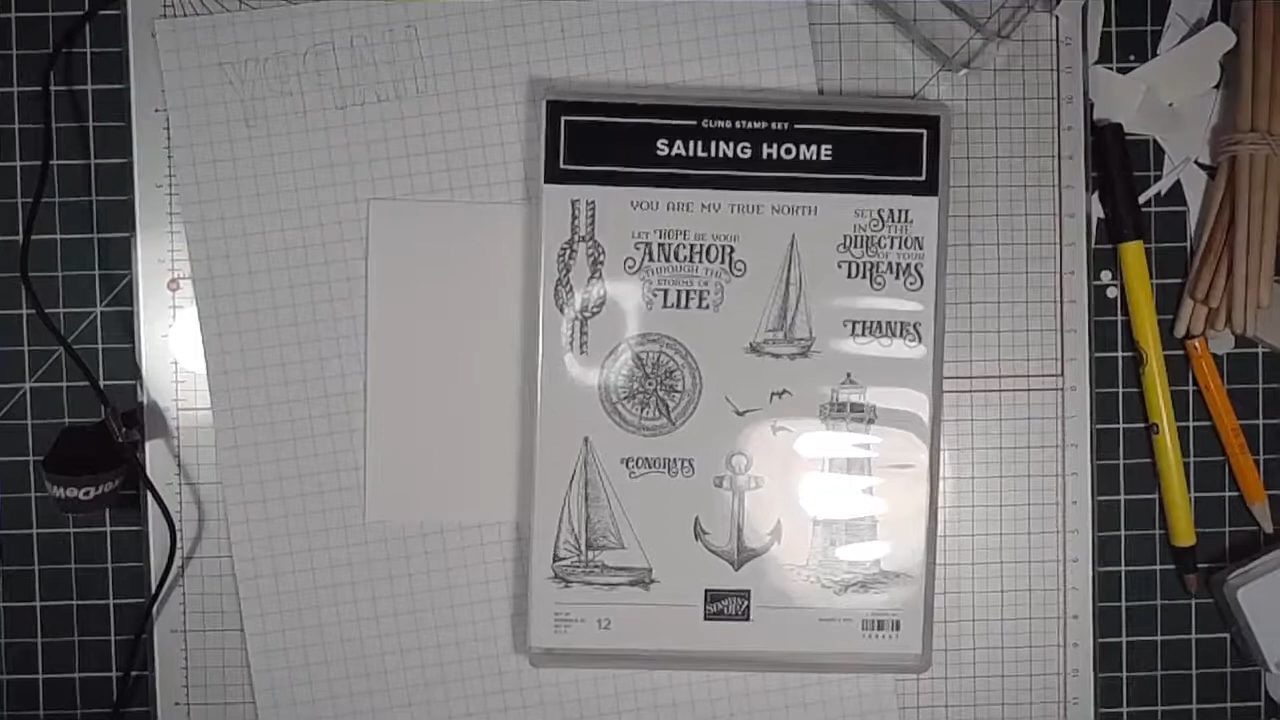 HAPPY
CLING STAMP SET
SAILING HOME
YOU ARE MY TRUE NORTH
LET HOPE BE YOUR
ANCHOR
THROUGH THE
STORMS OF
LIFE
SET SAIL
IN THE
DIRECTION
OF YOUR
DREAMS
THANKS
CONGRATS
STAMPIN'
UP!
12